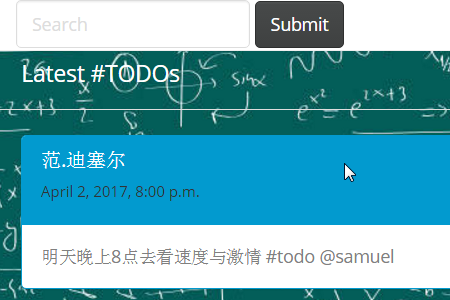 Search Submit
Latest #TODOs
范.迪塞尔
April 2, 2017, 8:00 p.m.
明天晚上8点去看速度与激情 #todo @samuel